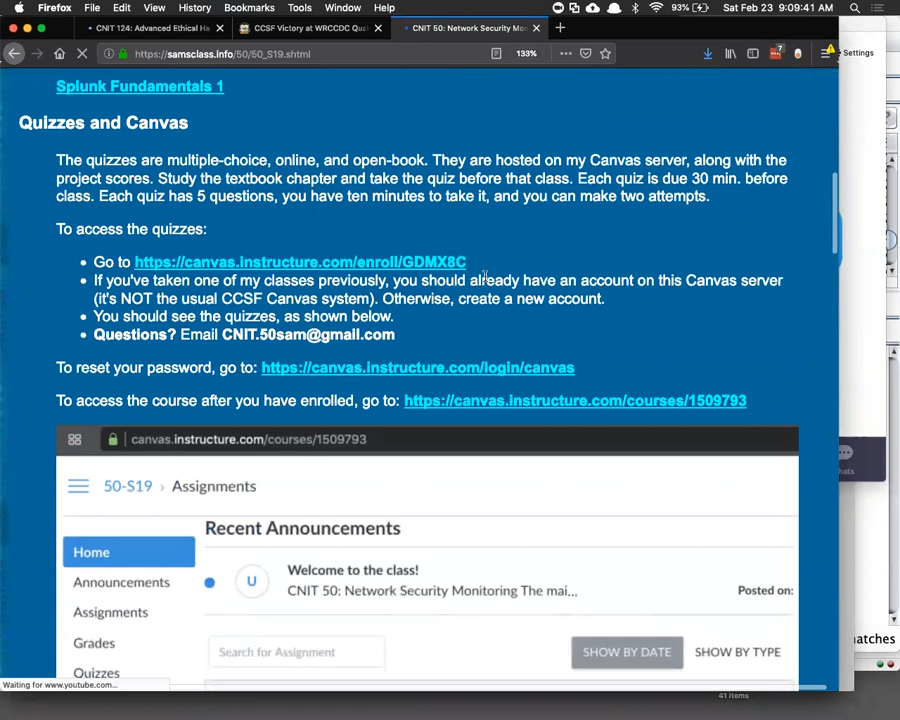 Firefox File Edit View History Bookmarks Tools Window Help 93% Sat Feb 23 9:09:41 AM
CNIT 124: Advanced Ethical Ha CCSF Victory at WRCCDC Qual CNIT 50: Network Security Mon
https://samsclass.info/50/50_S19.shtml 133% 7 Settings
Splunk Fundamentals 1
Quizzes and Canvas
The quizzes are multiple-choice, online, and open-book. They are hosted on my Canvas server, along with the
project scores. Study the textbook chapter and take the quiz before that class. Each quiz is due 30 min. before
class. Each quiz has 5 questions, you have ten minutes to take it, and you can make two attempts.
To access the quizzes:
• Go to https://canvas.instructure.com/enroll/GDMX8C
• If you've taken one of my classes previously, you should already have an account on this Canvas server
(it's NOT the usual CCSF Canvas system). Otherwise, create a new account.
• You should see the quizzes, as shown below.
• Questions? Email CNIT.50sam@gmail.com
To reset your password, go to: https://canvas.instructure.com/login/canvas
To access the course after you have enrolled, go to: https://canvas.instructure.com/courses/1509793
canvas.instructure.com/courses/1509793
50-S19 › Assignments
Recent Announcements
Home
Welcome to the class!
U
CNIT 50: Network Security Monitoring The mai...
Posted on:
Announcements
Assignments
Grades
Search for Assignment
SHOW BY DATE
SHOW BY TYPE
Quizzes
hats
atches
Waiting for www.youtube.com...
41 items